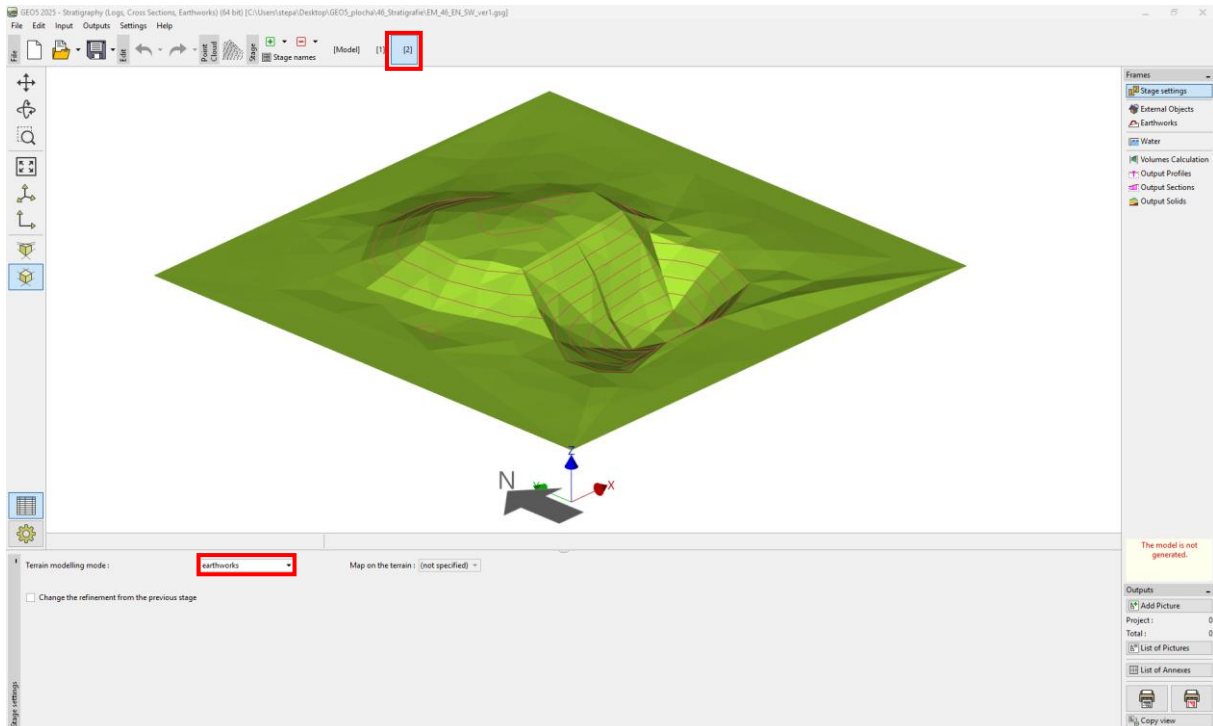 GEO5 2025 - Stratigraphy (Logs, Cross Sections, Earthworks) (64 bit) [C:\Users\stepa\Desktop\GEO5_plocha\46_Stratigrafie\EM_46_EN_SW_ver1.gsg]
File Edit Input Outputs Settings Help
File
Edit
Point Cloud
Stage
Stage names
[Model] [1] [2]
Frames
Stage settings
External Objects
Earthworks
Water
Volumes Calculation
Output Profiles
Output Sections
Output Solids
Z
N Y X
The model is not
generated.
Terrain modelling mode : earthworks Map on the terrain : (not specified)
Change the refinement from the previous stage
Stage settings
Outputs
Add Picture
Project : 0
Total : 0
List of Pictures
List of Annexes
Copy view